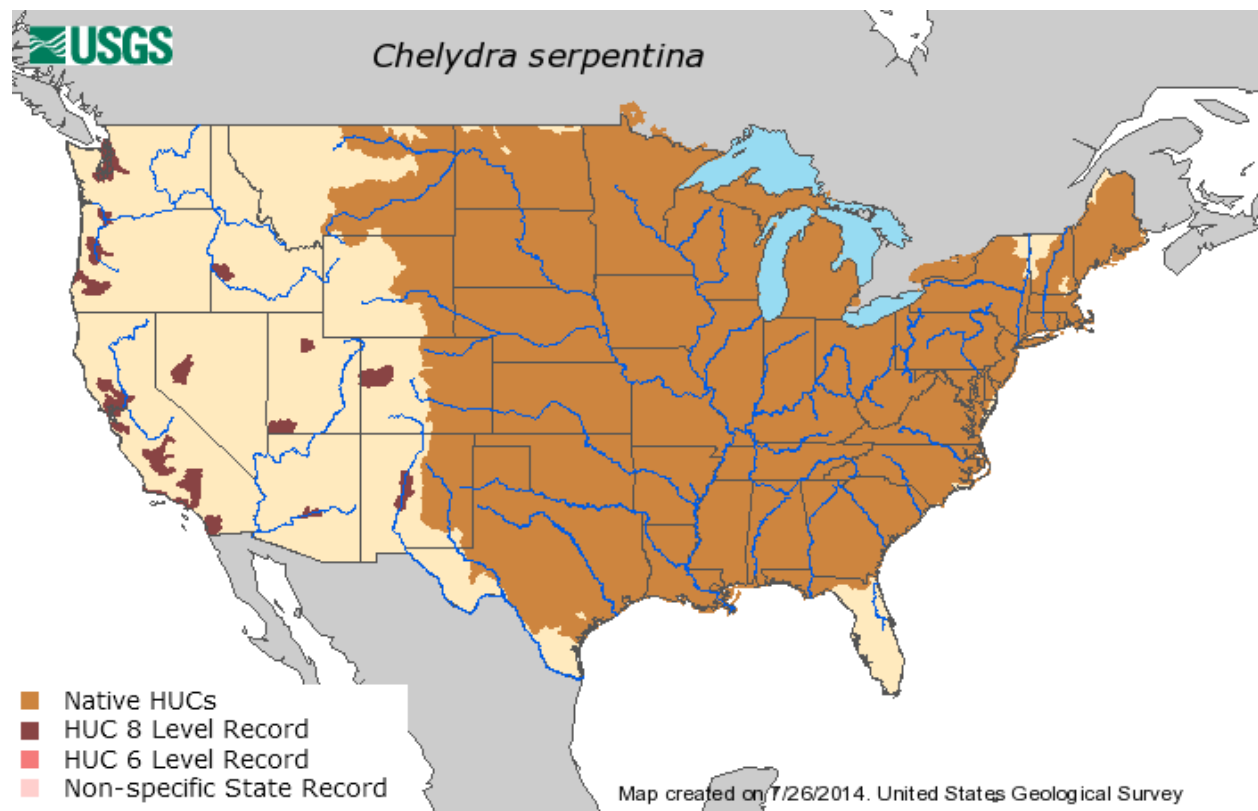 USGS
Chelydra serpentina
Native HUCs
HUC 8 Level Record
HUC 6 Level Record
Non-specific State Record
Map created on 7/26/2014. United States Geological Survey